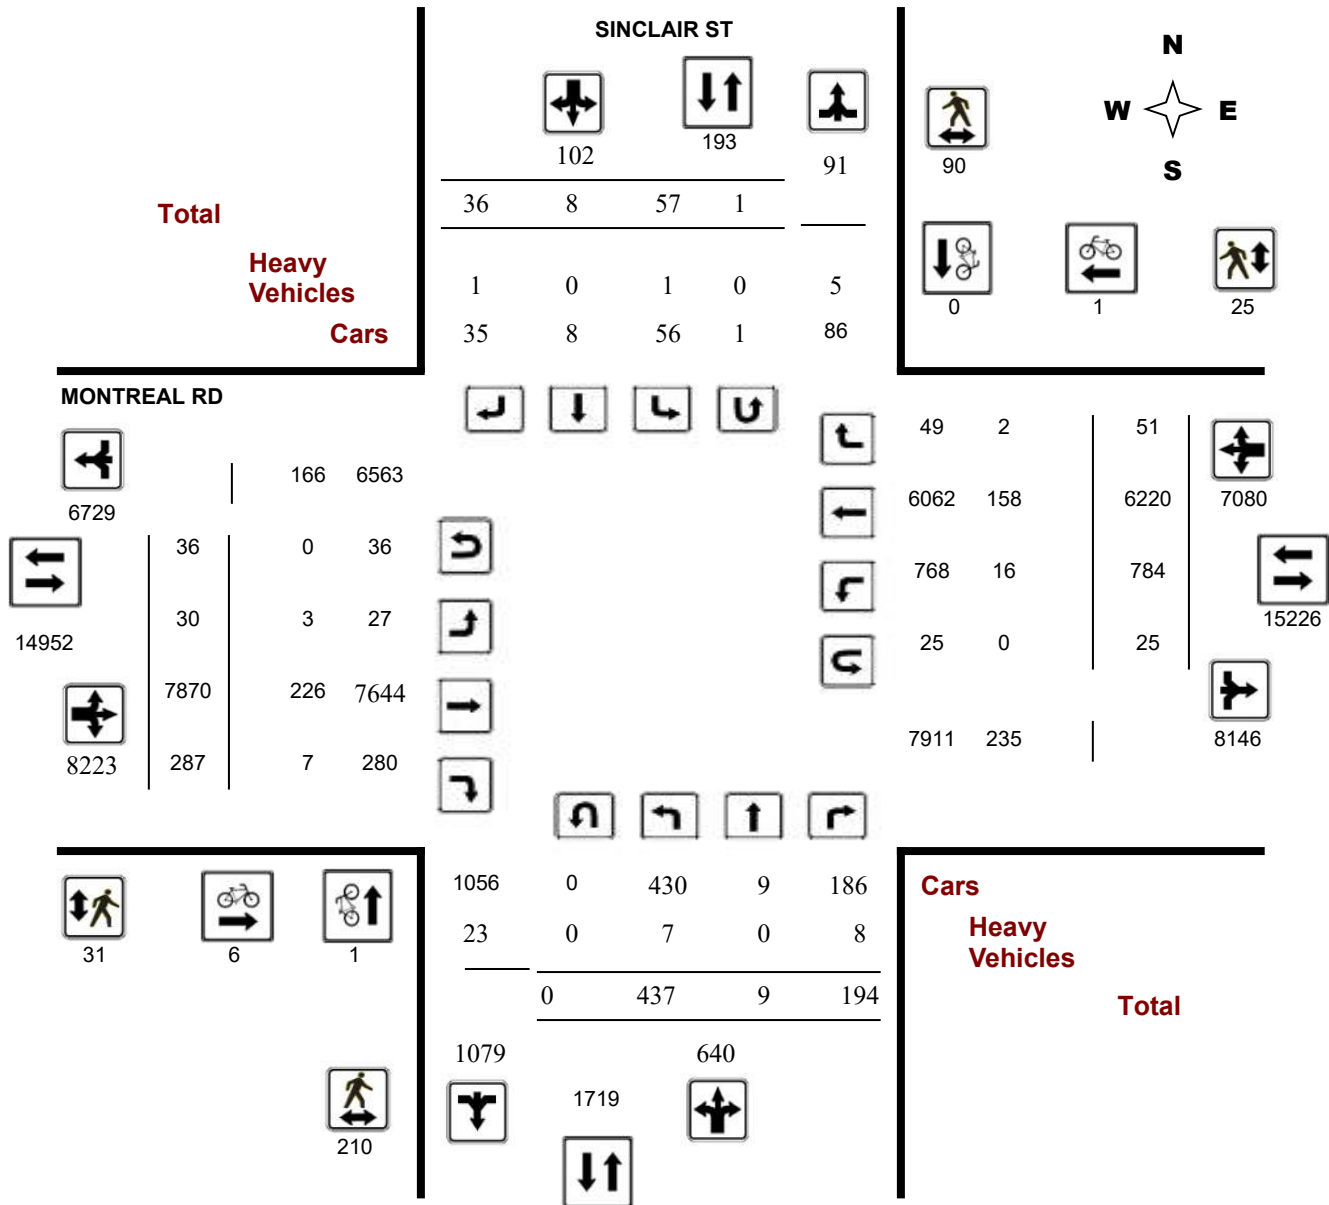 SINCLAIR ST
N
W E
S
102 193 91 90
Total 36 8 57 1
Heavy
Vehicles 1 0 1 0 5
0 1 25
Cars 35 8 56 1 86
MONTREAL RD
49 2 51
166 6563
6729
6062 158 6220 7080
36 0 36
768 16 784
30 3 27
14952
15226
25 0 25
7870 226 7644
7911 235 8146
8223 287 7 280
1056 0 430 9 186 Cars
23 0 7 0 8 Heavy
Vehicles
31 6 1
0 437 9 194 Total
1079 640
1719
210